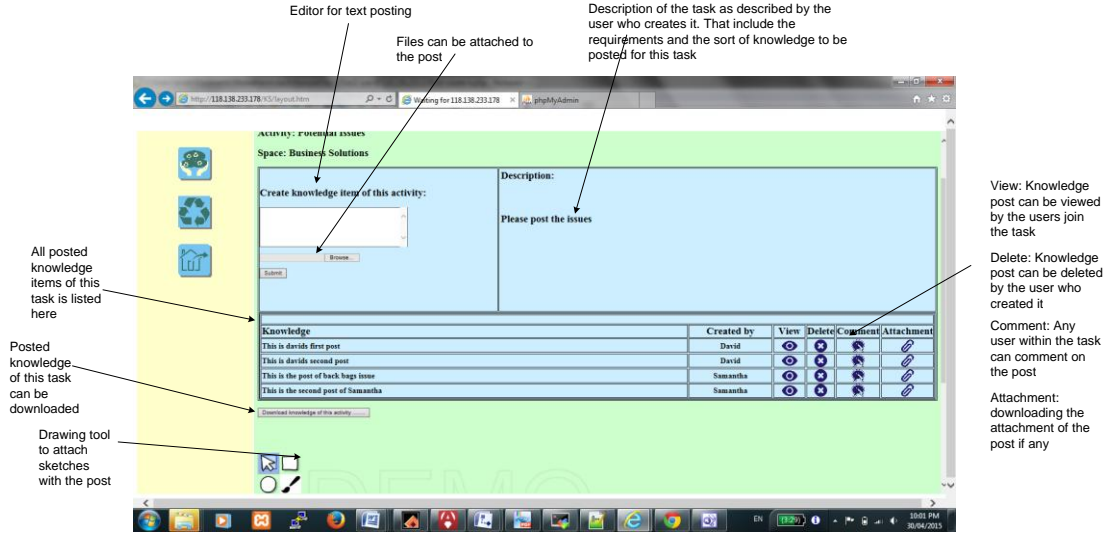 Editor for text posting
Files can be attached to
the post
Description of the task as described by the
user who creates it. That include the
requirements and the sort of knowledge to be
posted for this task
http://118.138.233.178/KS/layout.htm
Waiting for 118.138.233.178
phpMyAdmin
Activity: Potential Issues
Space: Business Solutions
Create knowledge item of this activity:
Browse...
Submit
Description:
Please post the issues
Knowledge Created by View Delete Comment Attachment
This is davids first post David
This is davids second post David
This is the post of back bags issue Samantha
This is the second post of Samantha Samantha
Download knowledge of this activity
DEMO
All posted
knowledge
items of this
task is listed
here
Posted
knowledge
of this task
can be
downloaded
Drawing tool
to attach
sketches
with the post
View: Knowledge
post can be viewed
by the users join
the task
Delete: Knowledge
post can be deleted
by the user who
created it
Comment: Any
user within the task
can comment on
the post
Attachment:
downloading the
attachment of the
post if any
EN
(3:29)
10:01 PM
30/04/2015